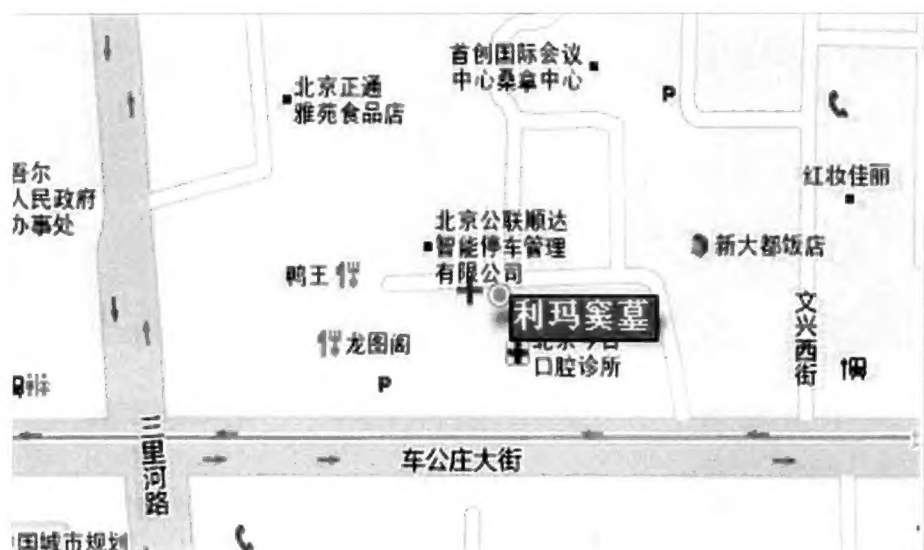 首创国际会议
中心桑拿中心
北京正通
雅苑食品店
P
吾尔
人民政府
办事处
红妆佳丽
北京公联顺达
智能停车管理
有限公司
新大都饭店
鸭王
利玛窦墓
文兴西街
龙图阁
口腔诊所
P
三里河路
车公庄大街
国城市规划